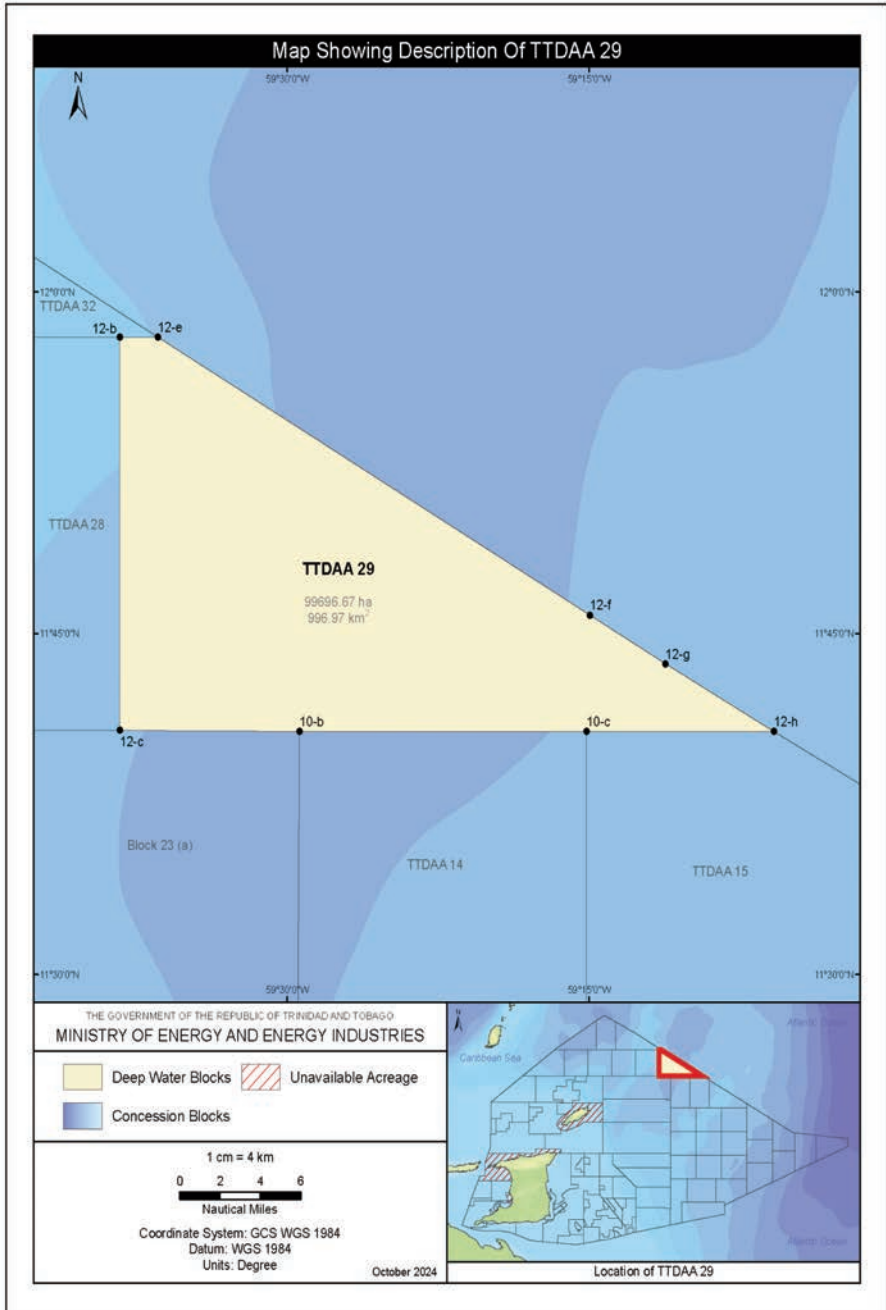 Map Showing Description Of TTDAA 29
N
59°30'0"W
59°15'0"W
12°0'0"N
12°0'0"N
TTDAA 32
12-b
12-e
TTDAA 28
TTDAA 29
99696.67 ha
996.97 km²
12-f
11°45'0"N
11°45'0"N
12-g
12-c
10-b
10-c
12-h
Block 23 (a)
TTDAA 14
TTDAA 15
11°30'0"N
11°30'0"N
59°30'0"W
59°15'0"W
THE GOVERNMENT OF THE REPUBLIC OF TRINIDAD AND TOBAGO
MINISTRY OF ENERGY AND ENERGY INDUSTRIES
Deep Water Blocks
Unavailable Acreage
Concession Blocks
1 cm = 4 km
0 2 4 6
Nautical Miles
Coordinate System: GCS WGS 1984
Datum: WGS 1984
Units: Degree
October 2024
N
Caribbean Sea
Atlantic Ocean
Atlantic Ocean
Location of TTDAA 29